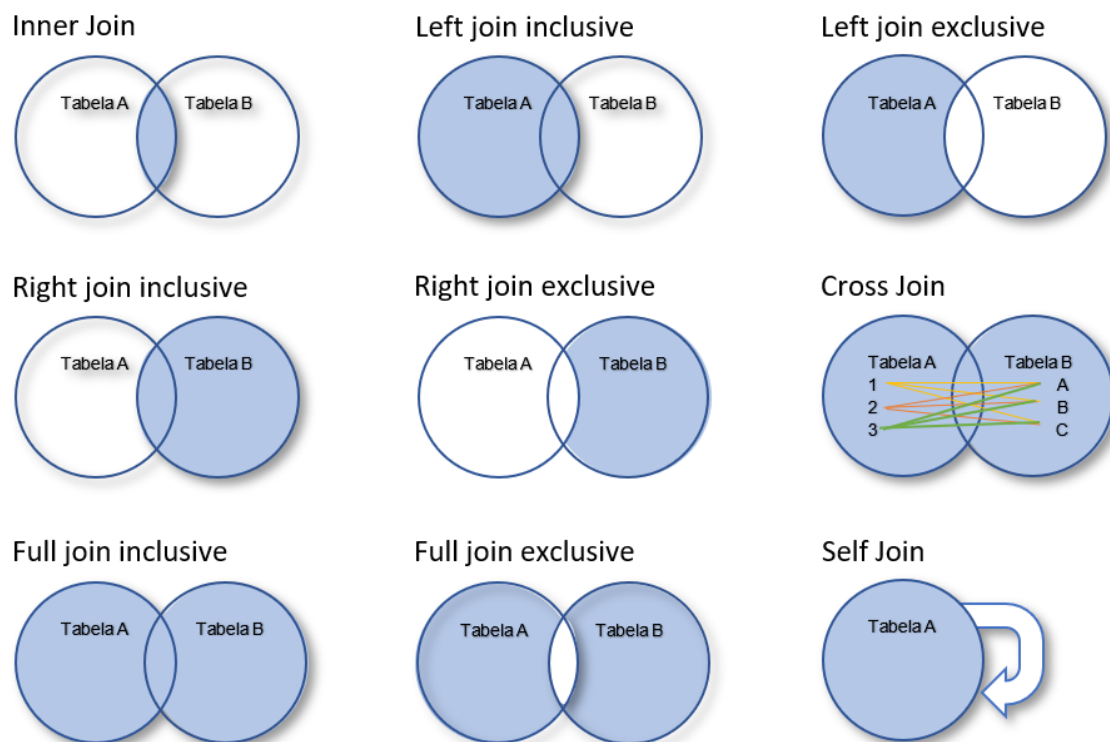 Inner Join
Left join inclusive
Left join exclusive
Tabela A
Tabela B
Tabela A
Tabela B
Tabela A
Tabela B
Right join inclusive
Right join exclusive
Cross Join
Tabela A
Tabela B
Tabela A
Tabela B
Tabela A
Tabela B
1
A
2
B
3
C
Full join inclusive
Full join exclusive
Self Join
Tabela A
Tabela B
Tabela A
Tabela B
Tabela A